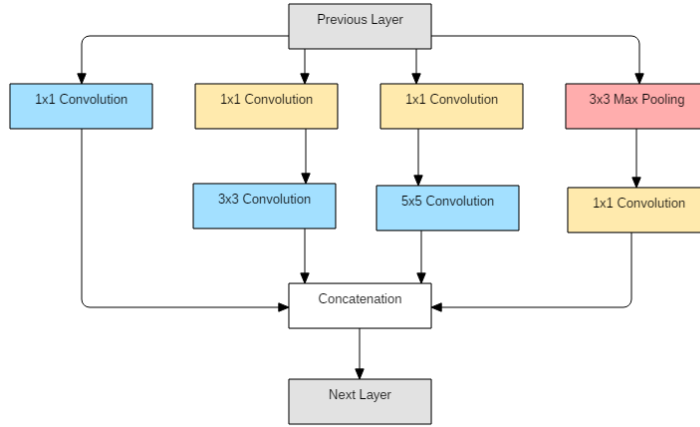 Previous Layer
1x1 Convolution
1x1 Convolution
1x1 Convolution
3x3 Max Pooling
3x3 Convolution
5x5 Convolution
1x1 Convolution
Concatenation
Next Layer